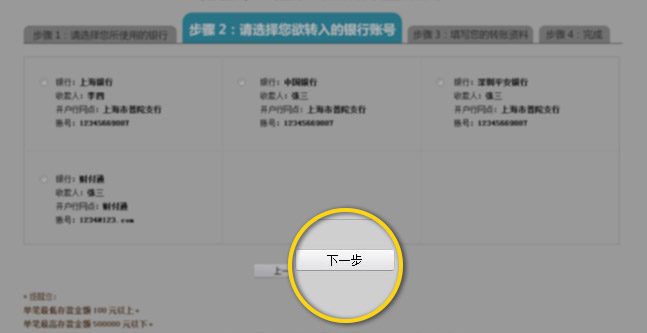 步骤 1：请选择您所使用的银行
步骤 2：请选择您欲转入的银行账号
步骤 3：填写您的转账资料
步骤 4：完成
银行：上海银行
收款人：李四
开户行网点：上海市普陀支行
账号：12345669807
银行：中国银行
收款人：张三
开户行网点：上海市普陀支行
账号：12345669807
银行：深圳平安银行
收款人：张三
开户行网点：上海市普陀支行
账号：12345669807
银行：财付通
收款人：张三
开户行网点：财付通
账号：1234@123.com
上一
下一步
提醒您：
单笔最低存款金额 100 元以上。
单笔最高存款金额 500000 元以下。